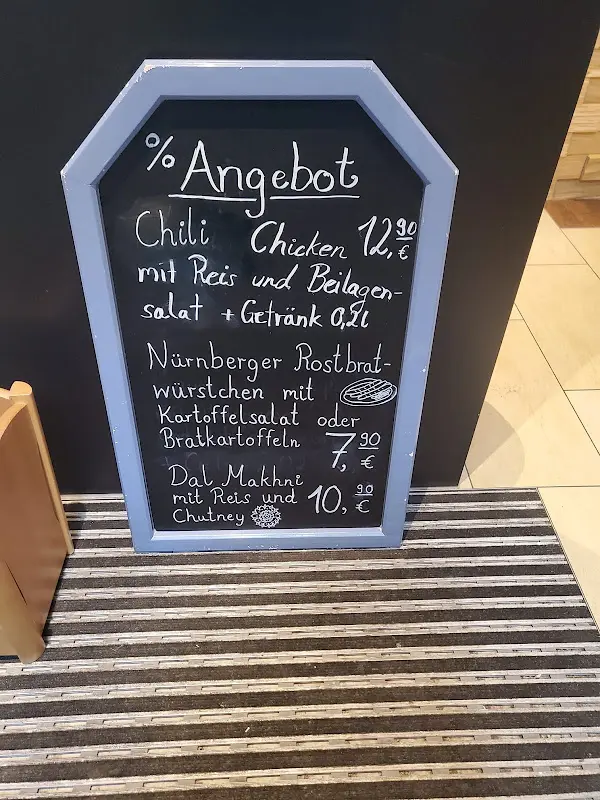 % Angebot
Chili Chicken 12,90 €
mit Reis und Beilagen-
salat + Getränk 0,2l
Nürnberger Rostbrat-
würstchen mit
Kartoffelsalat oder
Bratkartoffeln 7,90 €
Dal Makhni
mit Reis und 10,90 €
Chutney